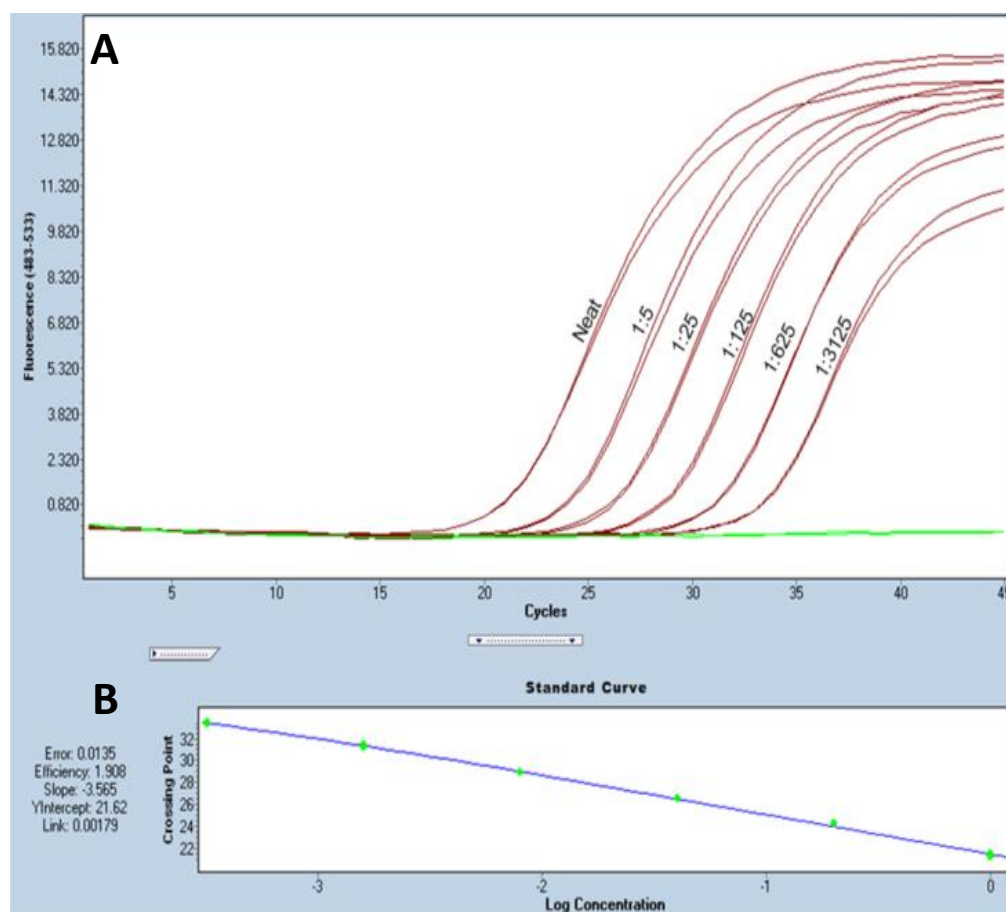 A
15.820
14.320
12.820
11.320
9.820
8.320
6.820
5.320
3.820
2.320
0.820
Fluorescence (483-533)
Neat
1:5
1:25
1:125
1:625
1:3125
5 10 15 20 25 30 35 40 45
Cycles
Standard Curve
B
Error: 0.0135
Efficiency: 1.908
Slope: -3.565
YIntercept: 21.62
Link: 0.00179
Crossing Point
32
30
28
26
24
22
-3 -2 -1 0
Log Concentration